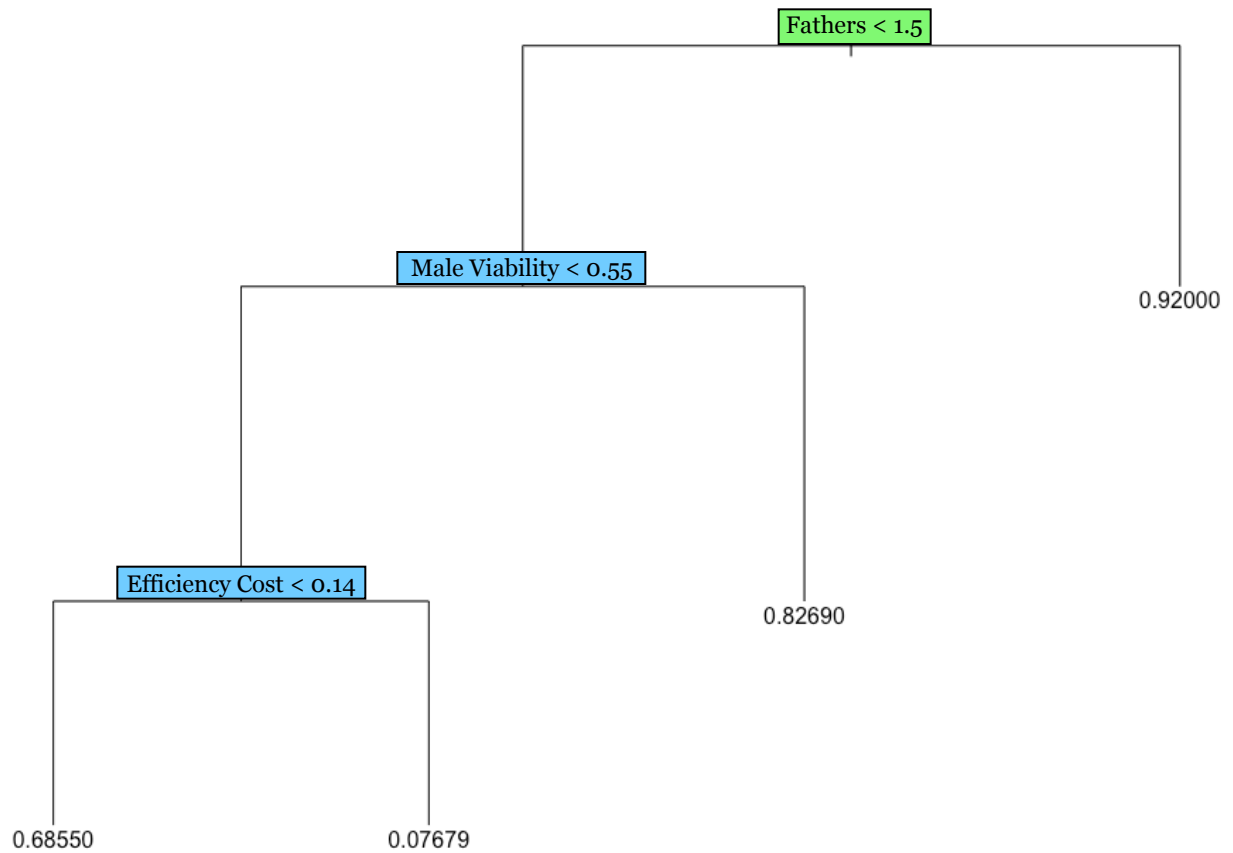 Fathers < 1.5
Male Viability < 0.55
0.92000
Efficiency Cost < 0.14
0.82690
0.68550
0.07679